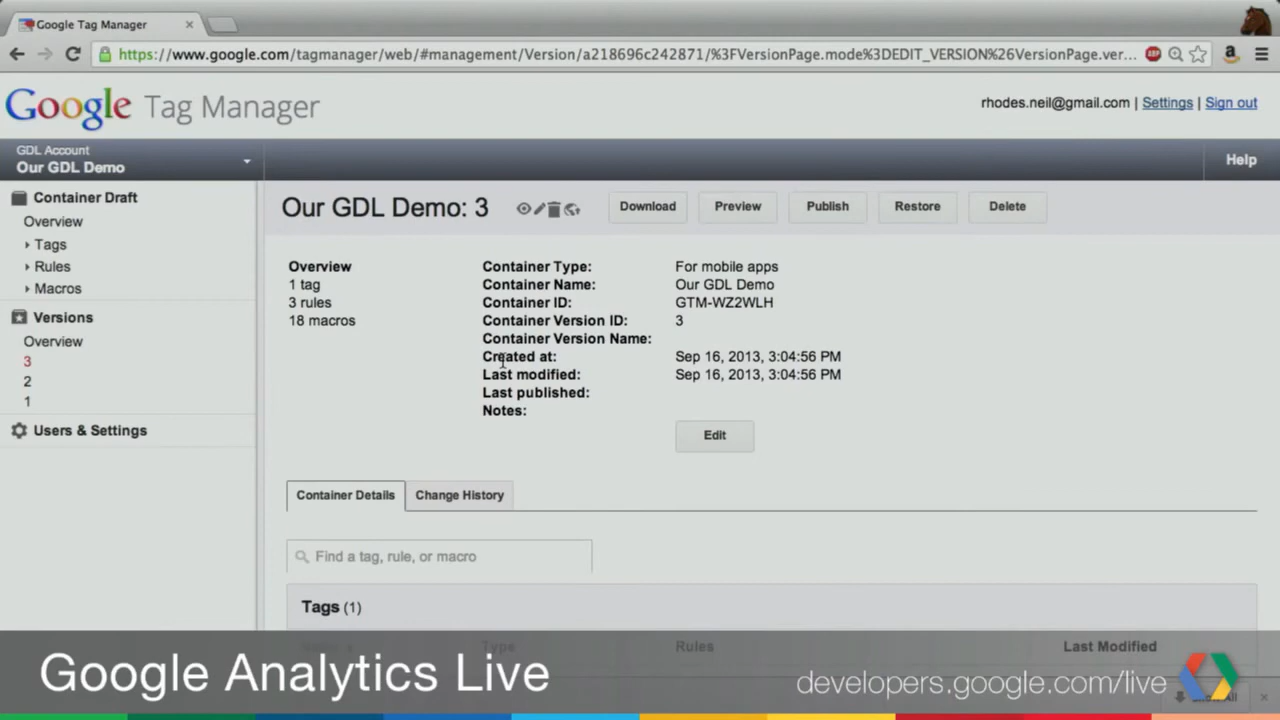 Google Tag Manager
https://www.google.com/tagmanager/web/#management/Version/a218696c242871/%3FVersionPage.mode%3DEDIT_VERSION%26VersionPage.ver...
Google Tag Manager
rhodes.neil@gmail.com | Settings | Sign out
GDL Account
Our GDL Demo
Help
Container Draft
Overview
Tags
Rules
Macros
Versions
Overview
3
2
1
Users & Settings
Our GDL Demo: 3
Download
Preview
Publish
Restore
Delete
Overview
1 tag
3 rules
18 macros
Container Type: For mobile apps
Container Name: Our GDL Demo
Container ID: GTM-WZ2WLH
Container Version ID: 3
Container Version Name:
Created at: Sep 16, 2013, 3:04:56 PM
Last modified: Sep 16, 2013, 3:04:56 PM
Last published:
Notes:
Edit
Container Details
Change History
Find a tag, rule, or macro
Tags (1)
Name Type Rules Last Modified
Google Analytics Live
developers.google.com/live